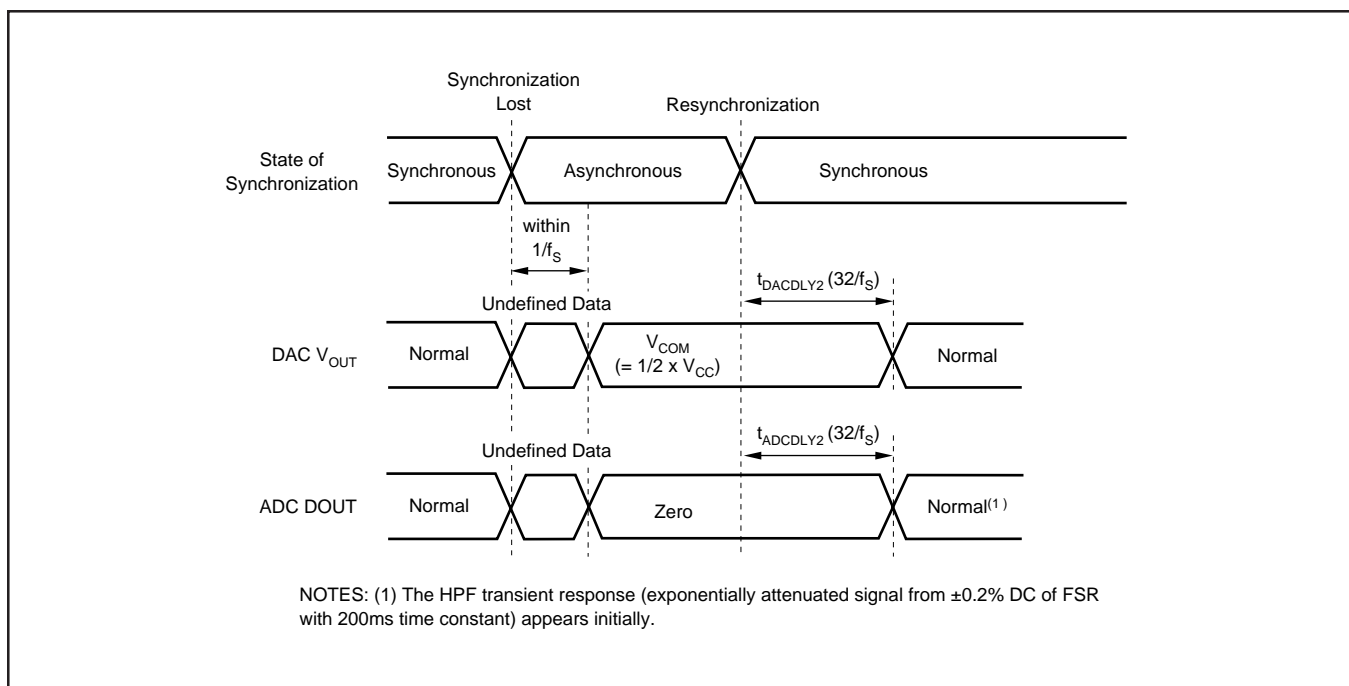 Synchronization
Lost
Resynchronization
State of
Synchronization
Synchronous
Asynchronous
Synchronous
within
1/fS
tDACDLY2 (32/fS)
Undefined Data
DAC VOUT
Normal
VCOM
(= 1/2 x VCC)
Normal
tADCDLY2 (32/fS)
Undefined Data
ADC DOUT
Normal
Zero
Normal(1 )
NOTES: (1) The HPF transient response (exponentially attenuated signal from ±0.2% DC of FSR
with 200ms time constant) appears initially.